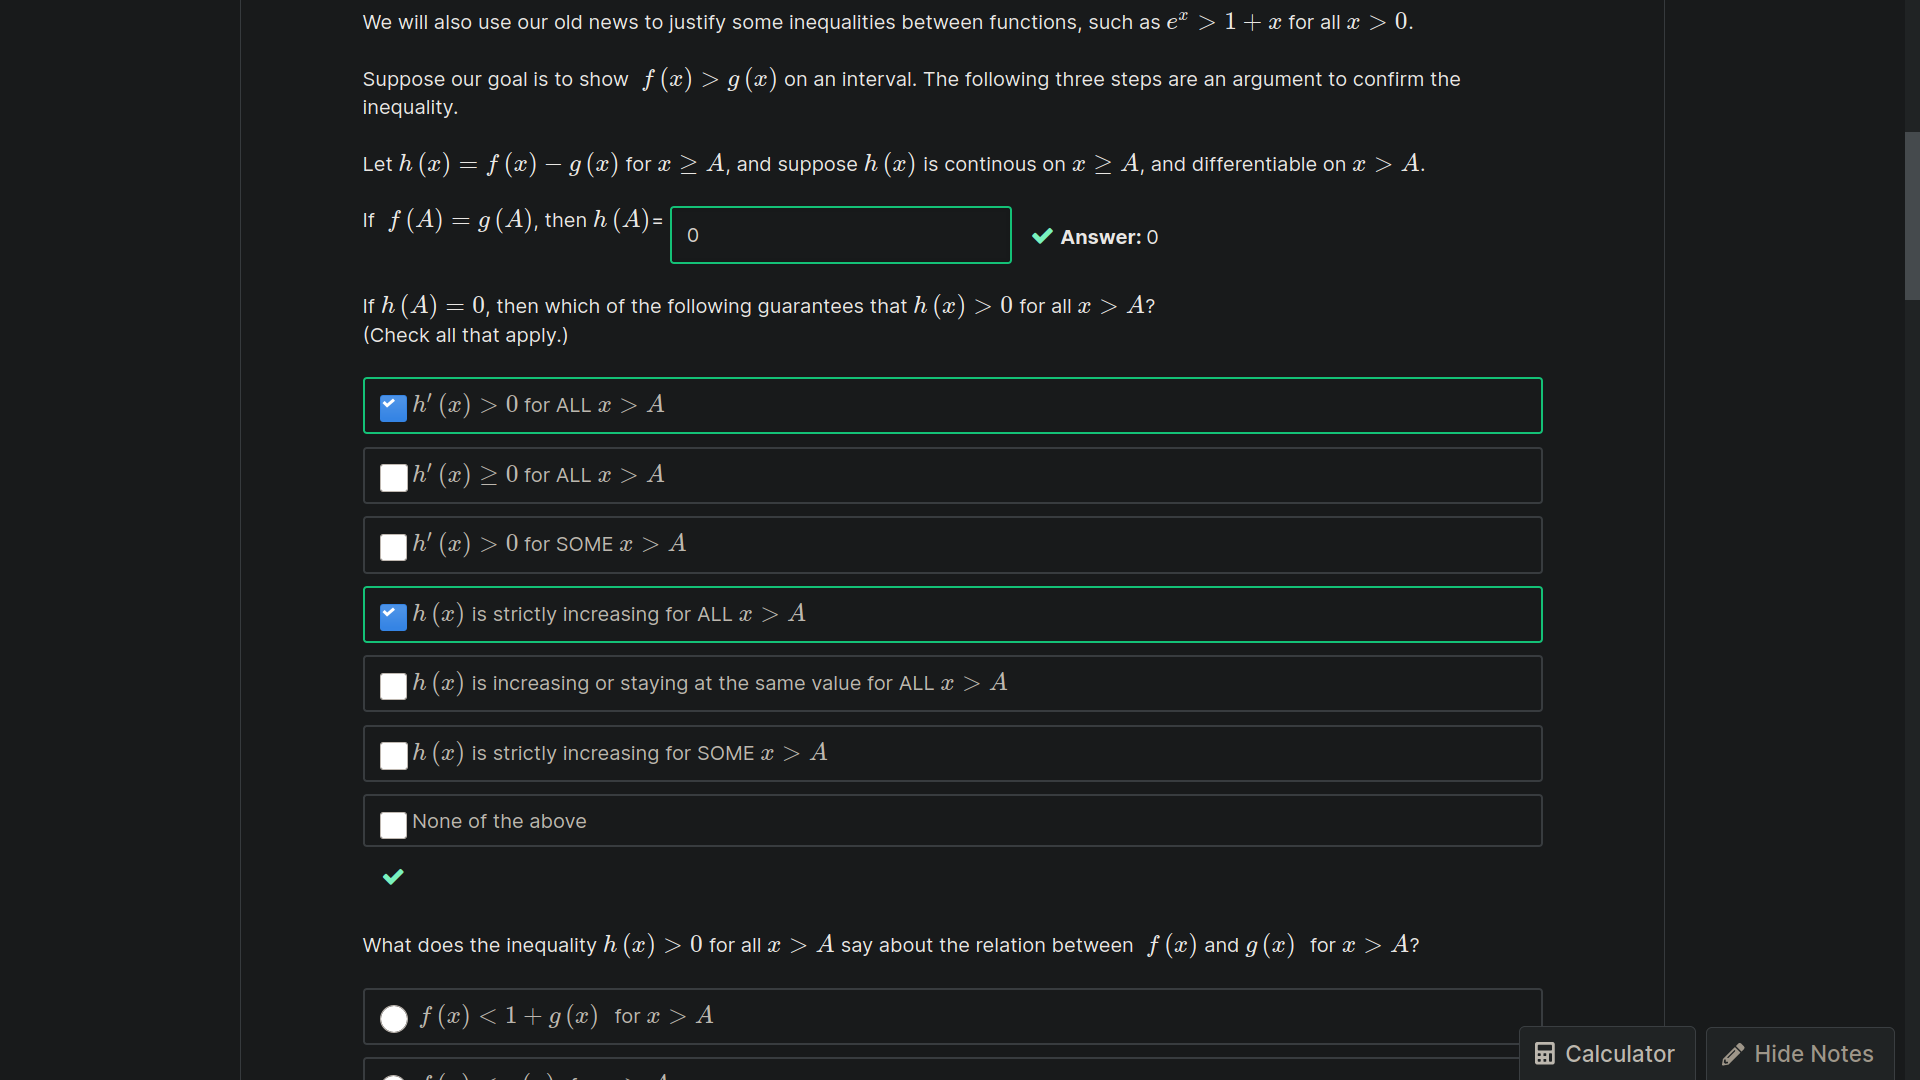 We will also use our old news to justify some inequalities between functions, such as e^x > 1 + x for all x > 0.
Suppose our goal is to show f (x) > g (x) on an interval. The following three steps are an argument to confirm the
inequality.
Let h (x) = f (x) − g (x) for x ≥ A, and suppose h (x) is continous on x ≥ A, and differentiable on x > A.
If f (A) = g (A), then h (A)= 0 Answer: 0
If h (A) = 0, then which of the following guarantees that h (x) > 0 for all x > A?
(Check all that apply.)
h′ (x) > 0 for ALL x > A
h′ (x) ≥ 0 for ALL x > A
h′ (x) > 0 for SOME x > A
h (x) is strictly increasing for ALL x > A
h (x) is increasing or staying at the same value for ALL x > A
h (x) is strictly increasing for SOME x > A
None of the above
What does the inequality h (x) > 0 for all x > A say about the relation between f (x) and g (x) for x > A?
f (x) < 1 + g (x) for x > A
Calculator
Hide Notes